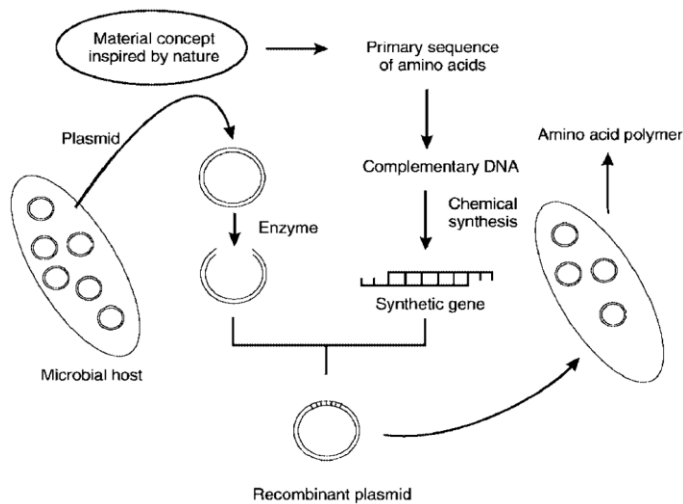 Material concept
inspired by nature
Primary sequence
of amino acids
Plasmid
Amino acid polymer
Complementary DNA
Enzyme
Chemical
synthesis
Synthetic gene
Microbial host
Recombinant plasmid